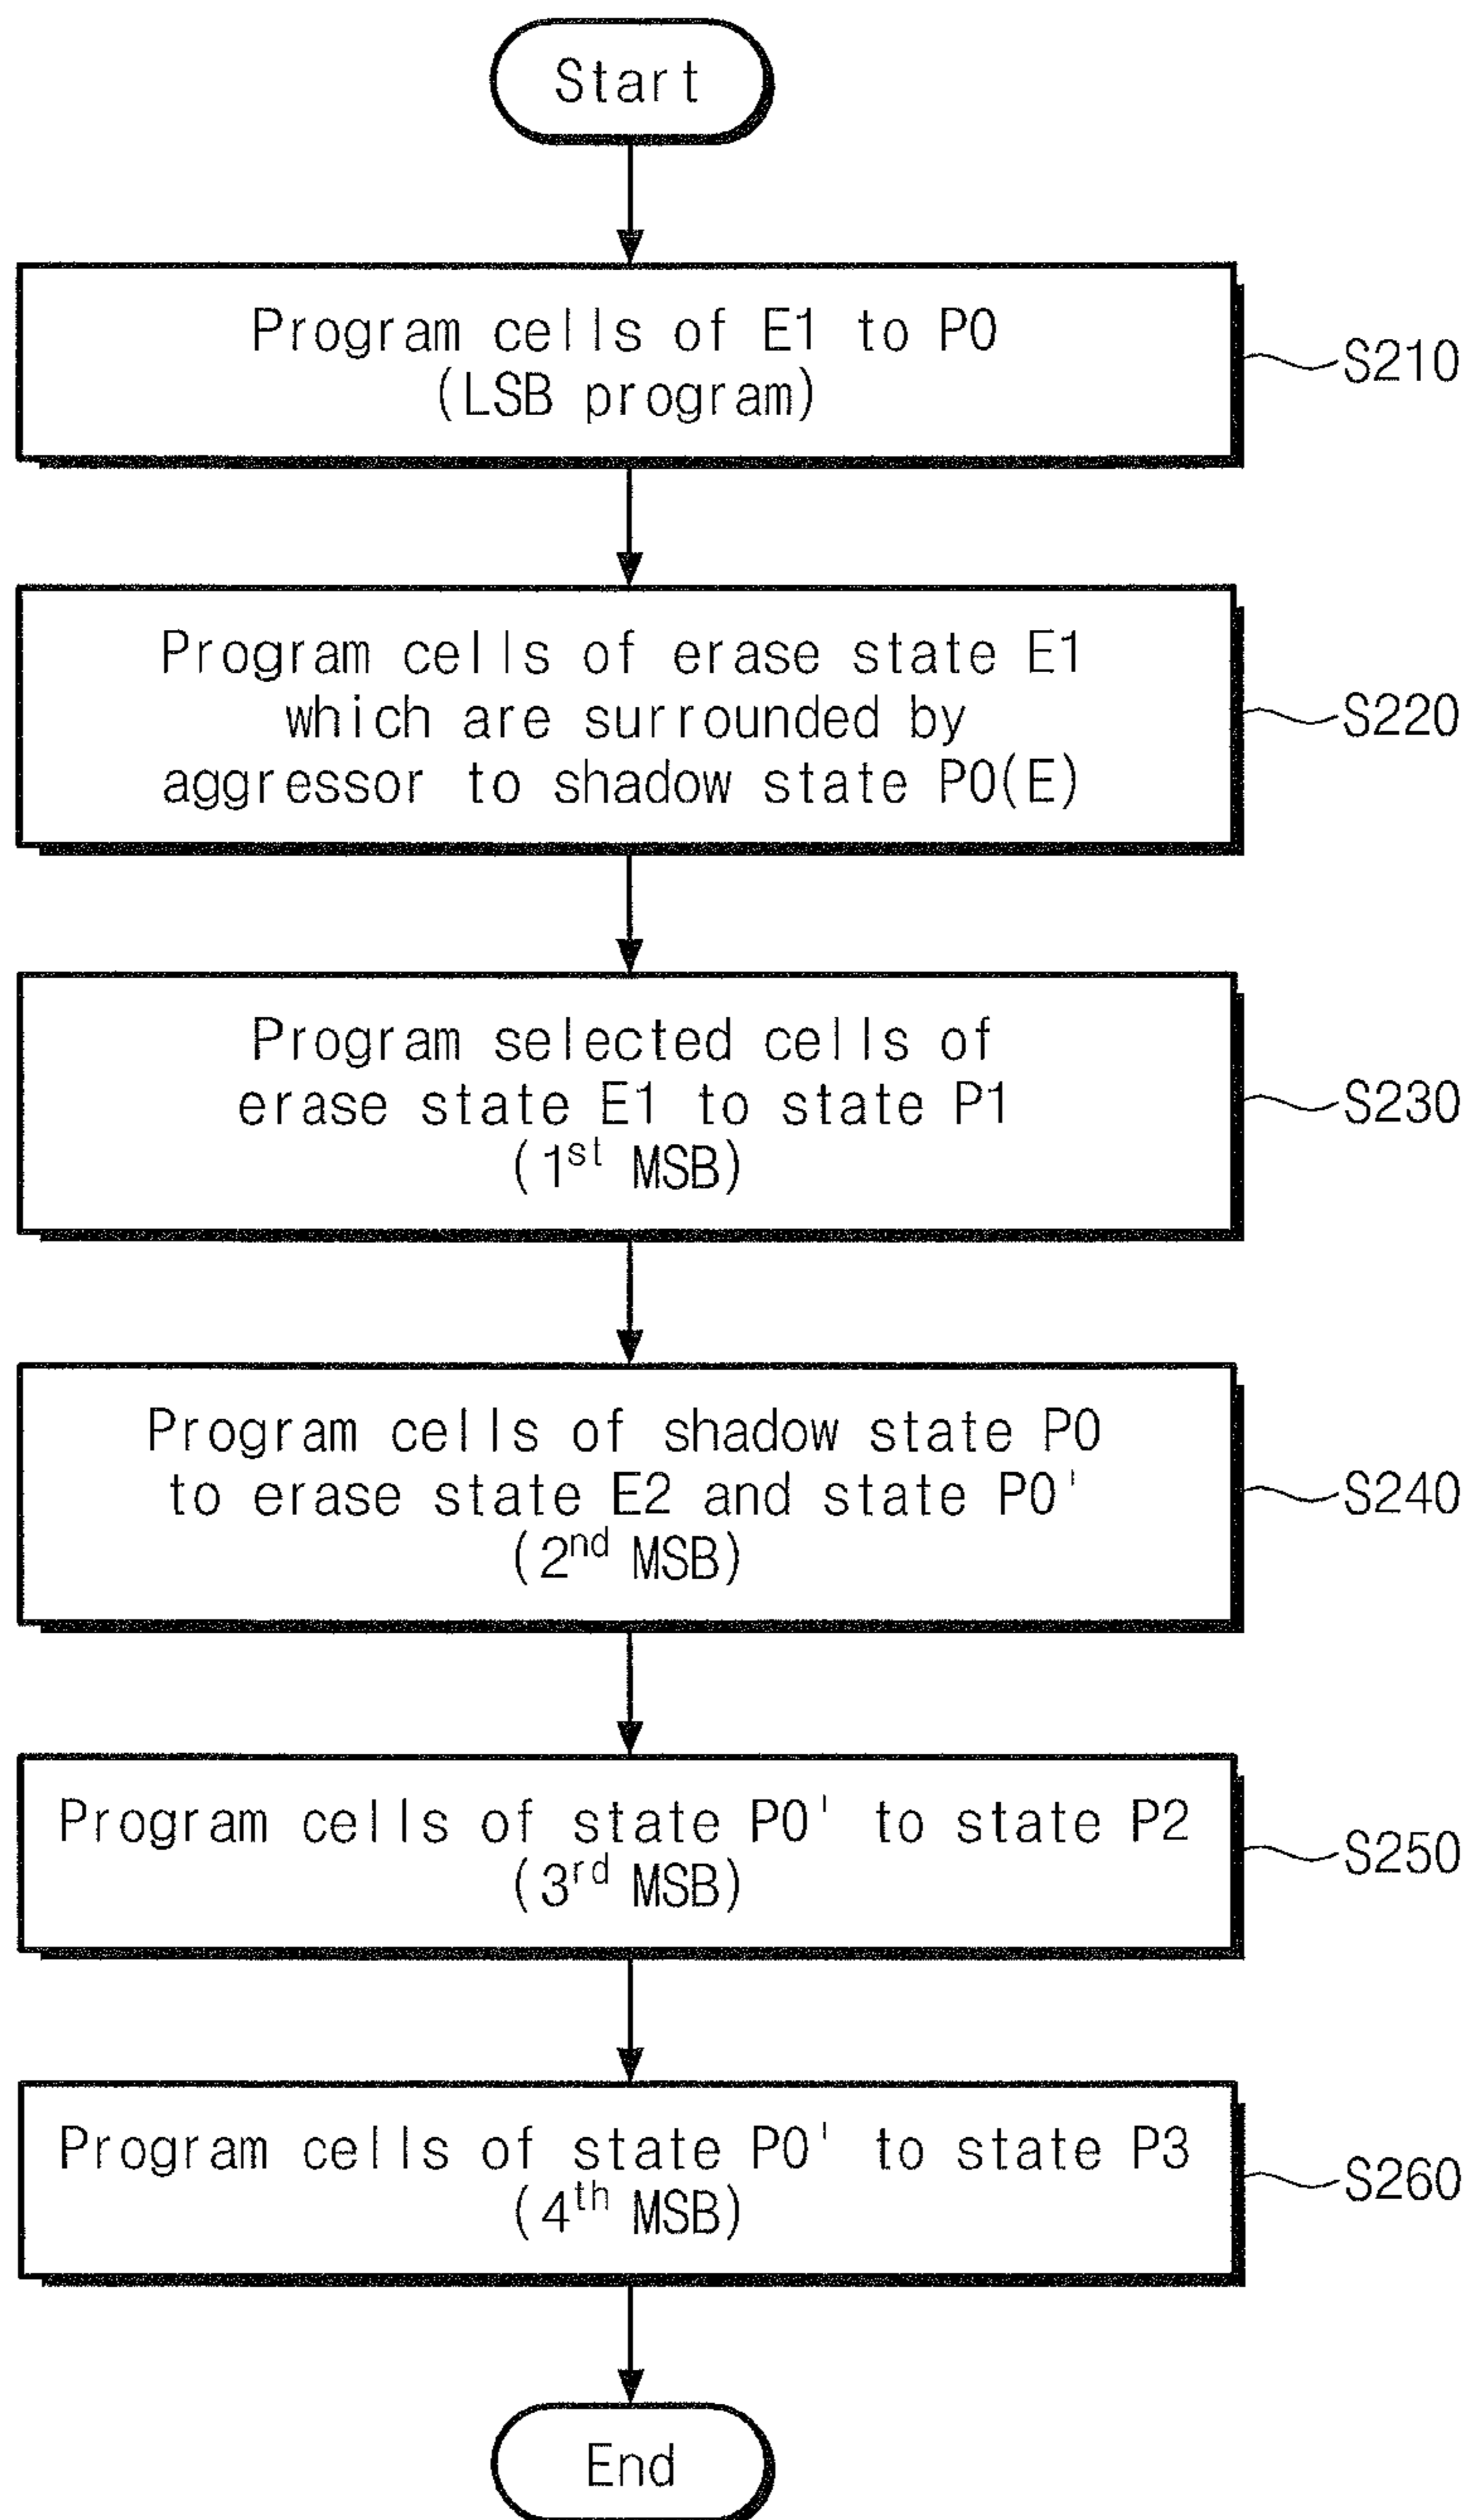 Start
Program cells of E1 to P0
(LSB program)
S210
Program cells of erase state E1
which are surrounded by
aggressor to shadow state P0(E)
S220
Program selected cells of
erase state E1 to state P1
(1st MSB)
S230
Program cells of shadow state P0
to erase state E2 and state P0'
(2nd MSB)
S240
Program cells of state P0' to state P2
(3rd MSB)
S250
Program cells of state P0' to state P3
(4th MSB)
S260
End